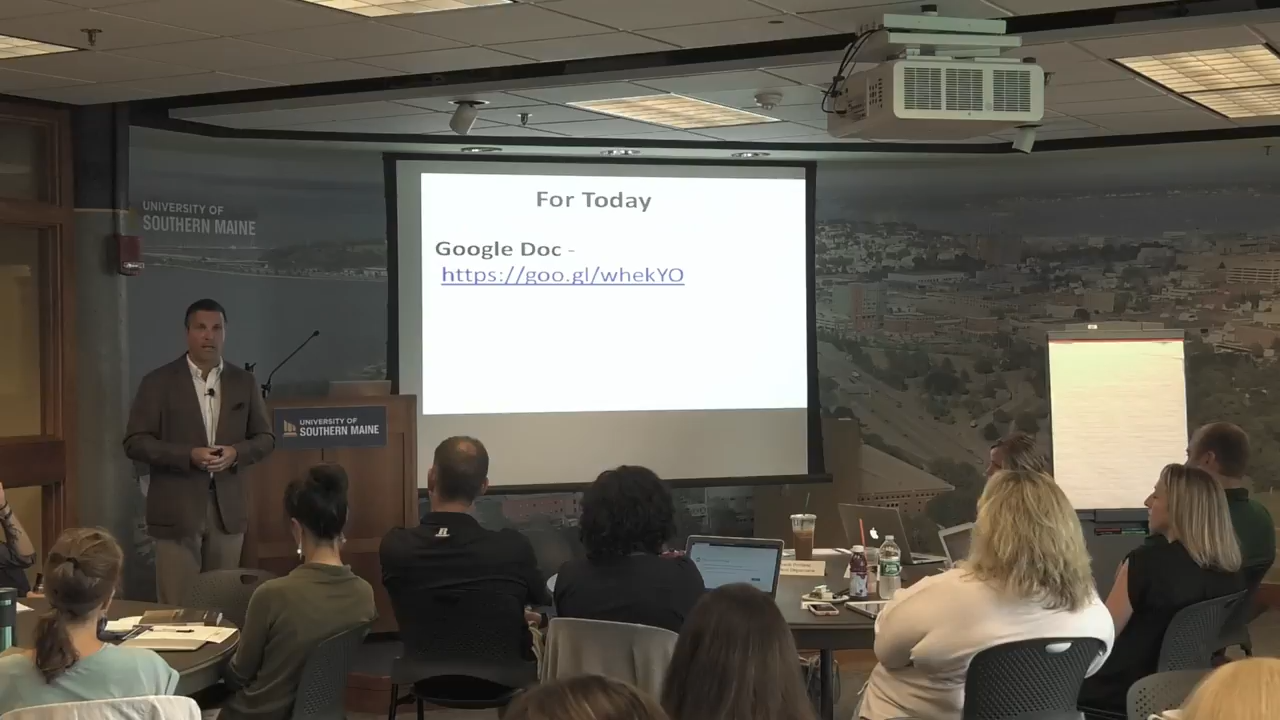 UNIVERSITY OF
SOUTHERN MAINE
For Today
Google Doc -
https://goo.gl/whekYO
UNIVERSITY OF
SOUTHERN MAINE